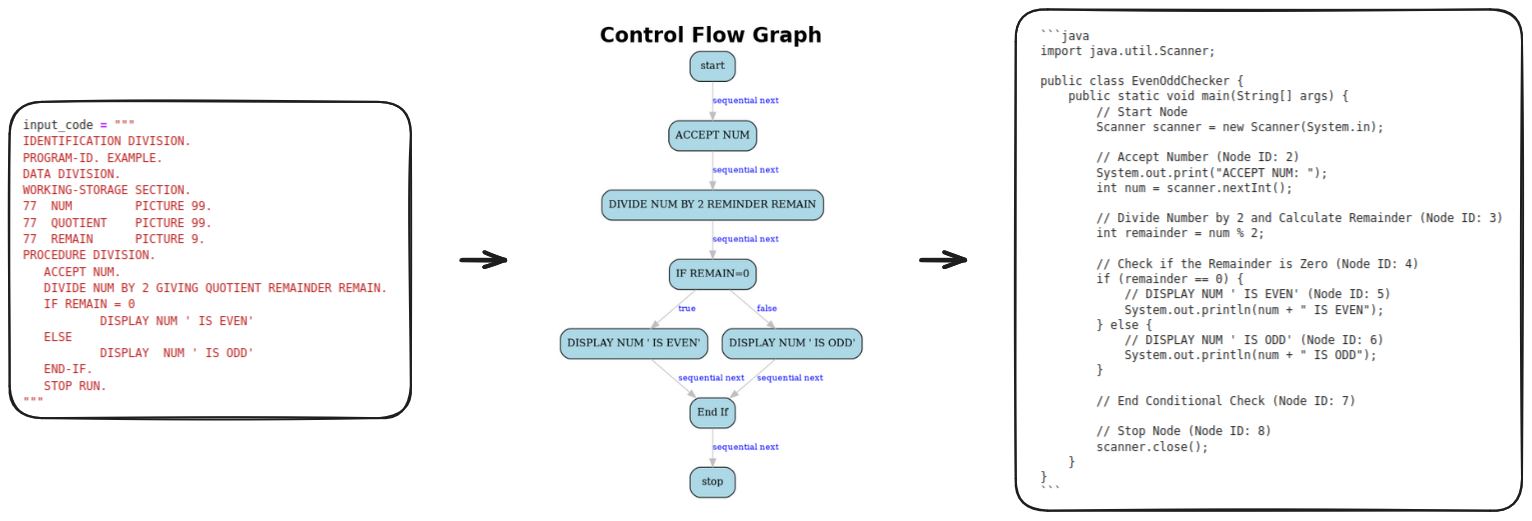 input_code = """
IDENTIFICATION DIVISION.
PROGRAM-ID. EXAMPLE.
DATA DIVISION.
WORKING-STORAGE SECTION.
77  NUM         PICTURE 99.
77  QUOTIENT    PICTURE 99.
77  REMAIN      PICTURE 9.
PROCEDURE DIVISION.
   ACCEPT NUM.
   DIVIDE NUM BY 2 GIVING QUOTIENT REMAINDER REMAIN.
   IF REMAIN = 0
           DISPLAY NUM ' IS EVEN'
   ELSE
           DISPLAY  NUM ' IS ODD'
   END-IF.
   STOP RUN.
"""
Control Flow Graph
start
sequential next
ACCEPT NUM
sequential next
DIVIDE NUM BY 2 REMINDER REMAIN
sequential next
IF REMAIN=0
true
false
DISPLAY NUM ' IS EVEN'
DISPLAY NUM ' IS ODD'
sequential next
sequential next
End If
sequential next
stop
```java
import java.util.Scanner;
public class EvenOddChecker {
    public static void main(String[] args) {
        // Start Node
        Scanner scanner = new Scanner(System.in);
        // Accept Number (Node ID: 2)
        System.out.print("ACCEPT NUM: ");
        int num = scanner.nextInt();
        // Divide Number by 2 and Calculate Remainder (Node ID: 3)
        int remainder = num % 2;
        // Check if the Remainder is Zero (Node ID: 4)
        if (remainder == 0) {
            // DISPLAY NUM ' IS EVEN' (Node ID: 5)
            System.out.println(num + " IS EVEN");
        } else {
            // DISPLAY NUM ' IS ODD' (Node ID: 6)
            System.out.println(num + " IS ODD");
        }
        // End Conditional Check (Node ID: 7)
        // Stop Node (Node ID: 8)
        scanner.close();
    }
}
```